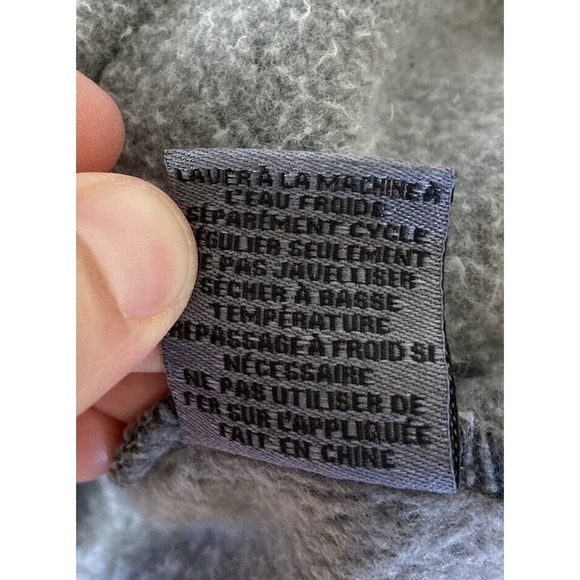 LAVER À LA MACHINE À
L'EAU FROIDE
SÉPARÉMENT CYCLE
RÉGULIER SEULEMENT
NE PAS JAVELLISER
SÉCHER À BASSE
TEMPÉRATURE
REPASSAGE À FROID SI
NÉCESSAIRE
NE PAS UTILISER DE
FER SUR L'APPLIQUÉE
FAIT EN CHINE